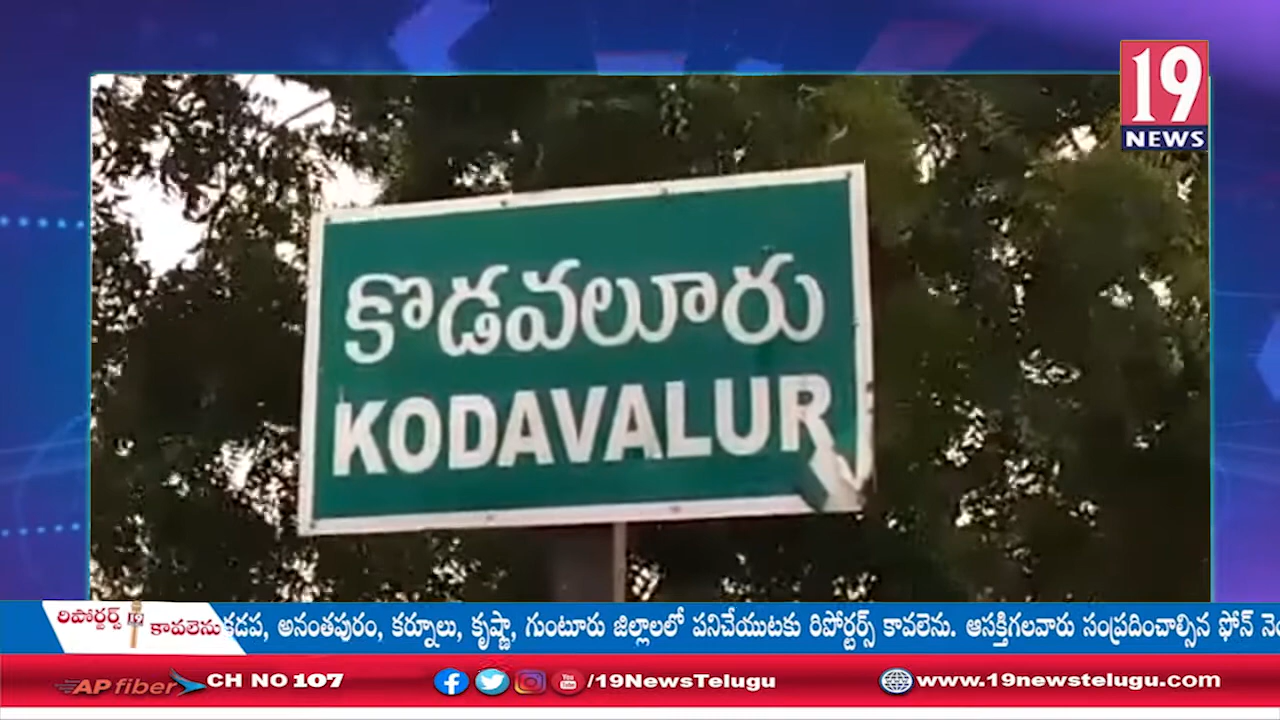 19
NEWS
కొడవలూరు
KODAVALUR
రిపోర్టర్స్ 19 కావలెను
కడప, అనంతపురం, కర్నూలు, కృష్ణా, గుంటూరు జిల్లాలలో పనిచేయుటకు రిపోర్టర్స్ కావలెను. ఆసక్తిగలవారు సంప్రదించాల్సిన ఫోన్
AP fiber CH NO 107 /19NewsTelugu www.19newstelugu.com